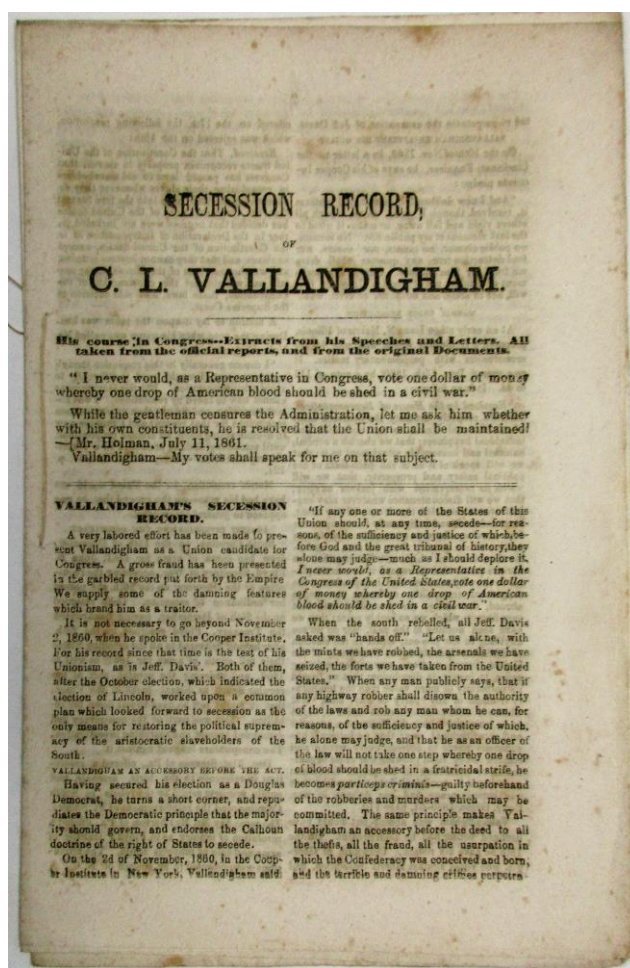 SECESSION RECORD,
OF
C. L. VALLANDIGHAM.
His course in Congress--Extracts from his Speeches and Letters. All
taken from the official reports, and from the original Documents.
" I never would, as a Representative in Congress, vote one dollar of money
whereby one drop of American blood should be shed in a civil war."
While the gentleman censures the Administration, let me ask him whether
with his own constituents, he is resolved that the Union shall be maintained?
—[Mr. Holman, July 11, 1861.
Vallandigham—My votes shall speak for me on that subject.
VALLANDIGHAM'S SECESSION
RECORD.
A very labored effort has been made to pre-
sent Vallandigham as a Union candidate for
Congress. A gross fraud has been presented
in the garbled record put forth by the Empire
We supply some of the damning features
which brand him as a traitor.
It is not necessary to go beyond November
2, 1860, when he spoke in the Cooper Institute.
For his record since that time is the test of his
Unionism, as is Jeff. Davis'. Both of them,
after the October election, which indicated the
election of Lincoln, worked upon a common
plan which looked forward to secession as the
only means for restoring the political suprem-
acy of the aristocratic slaveholders of the
South.
VALLANDIGHAM AN ACCESSORY BEFORE THE ACT.
Having secured his election as a Douglas
Democrat, he turns a short corner, and repu-
diates the Democratic principle that the major-
ity should govern, and endorses the Calhoun
doctrine of the right of States to secede.
On the 2d of November, 1860, in the Coop-
er Institute in New York, Vallandigham said:
"If any one or more of the States of this
Union should, at any time, secede—for rea-
sons, of the sufficiency and justice of which,be-
fore God and the great tribunal of history,they
alone may judge—much as I should deplore it,
I never would, as a Representative in the
Congress of the United States,vote one dollar
of money whereby one drop of American
blood should be shed in a civil war."
When the south rebelled, all Jeff. Davis
asked was "hands off." "Let us alone, with
the mints we have robbed, the arsenals we have
seized, the forts we have taken from the United
States." When any man publicly says, that if
any highway robber shall disown the authority
of the laws and rob any man whom he can, for
reasons, of the sufficiency and justice of which,
he alone may judge, and that he as an officer of
the law will not take one step whereby one drop
of blood should be shed in a fratricidal strife, he
becomes particeps criminis—guilty beforehand
of the robberies and murders which may be
committed. The same principle makes Val-
landigham an accessory before the deed to all
the thefts, all the fraud, all the usurpation in
which the Confederacy was conceived and born,
and the terrible and damning crimes perpetra-